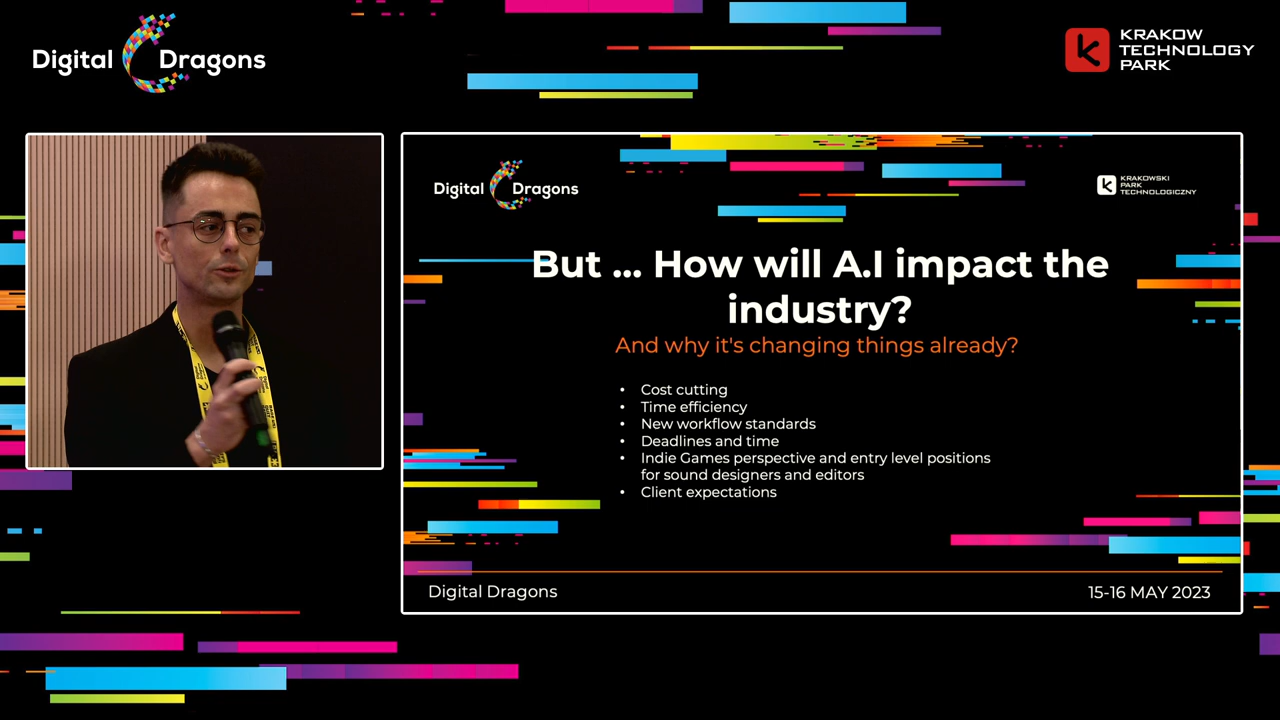 Digital Dragons
KRAKOW
TECHNOLOGY
PARK
Digital Dragons
KRAKOWSKI
PARK
TECHNOLOGICZNY
But ... How will A.I impact the
industry?
And why it's changing things already?
• Cost cutting
• Time efficiency
• New workflow standards
• Deadlines and time
• Indie Games perspective and entry level positions
for sound designers and editors
• Client expectations
Digital Dragons
15-16 MAY 2023